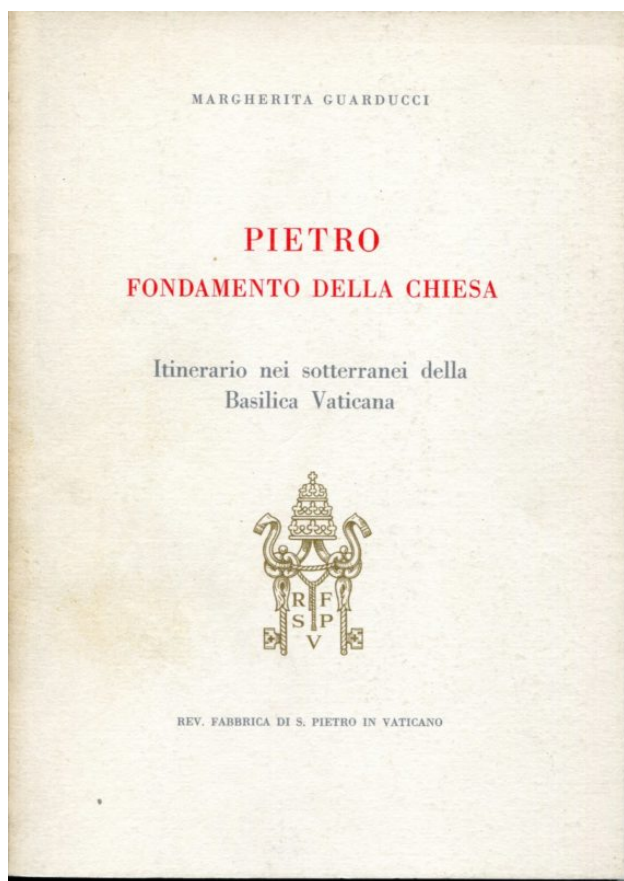 MARGHERITA GUARDUCCI
PIETRO
FONDAMENTO DELLA CHIESA
Itinerario nei sotterranei della
Basilica Vaticana
R F
S P
V
REV. FABBRICA DI S. PIETRO IN VATICANO